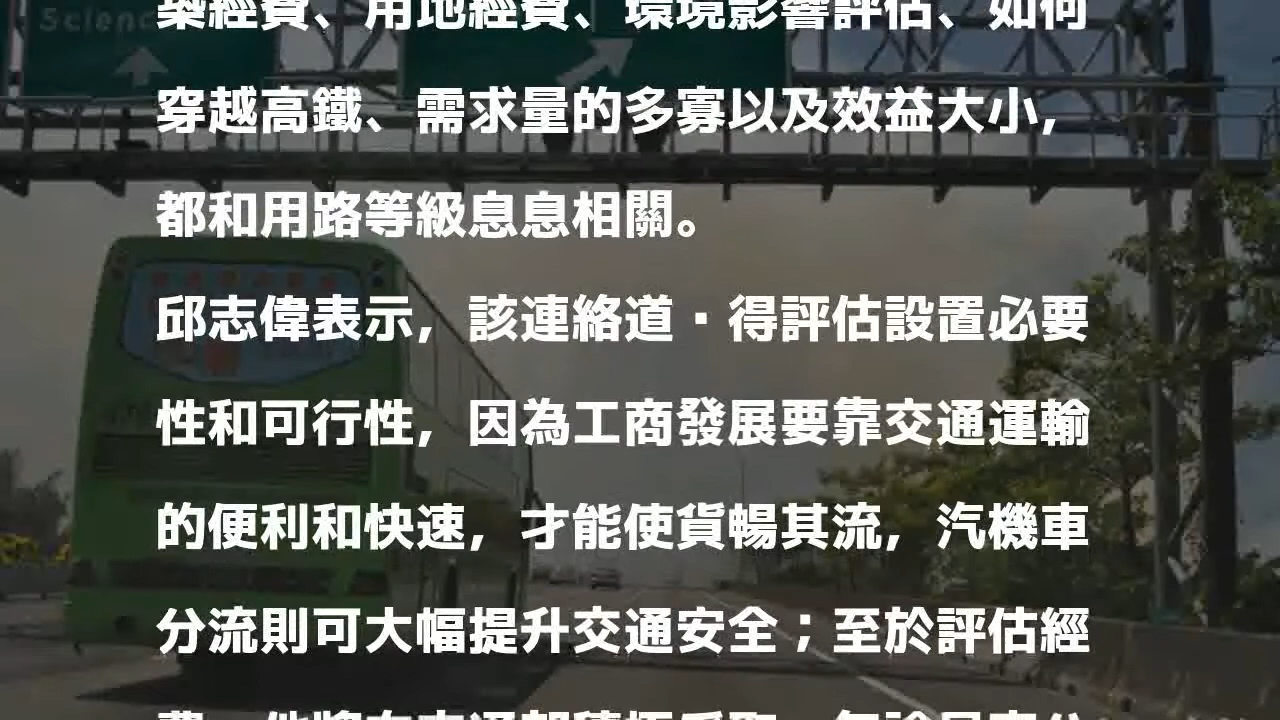 Scienc
築經費、用地經費、環境影響評估、如何
穿越高鐵、需求量的多寡以及效益大小，
都和用路等級息息相關。
邱志偉表示，該連絡道·得評估設置必要
性和可行性，因為工商發展要靠交通運輸
的便利和快速，才能使貨暢其流，汽機車
分流則可大幅提升交通安全；至於評估經